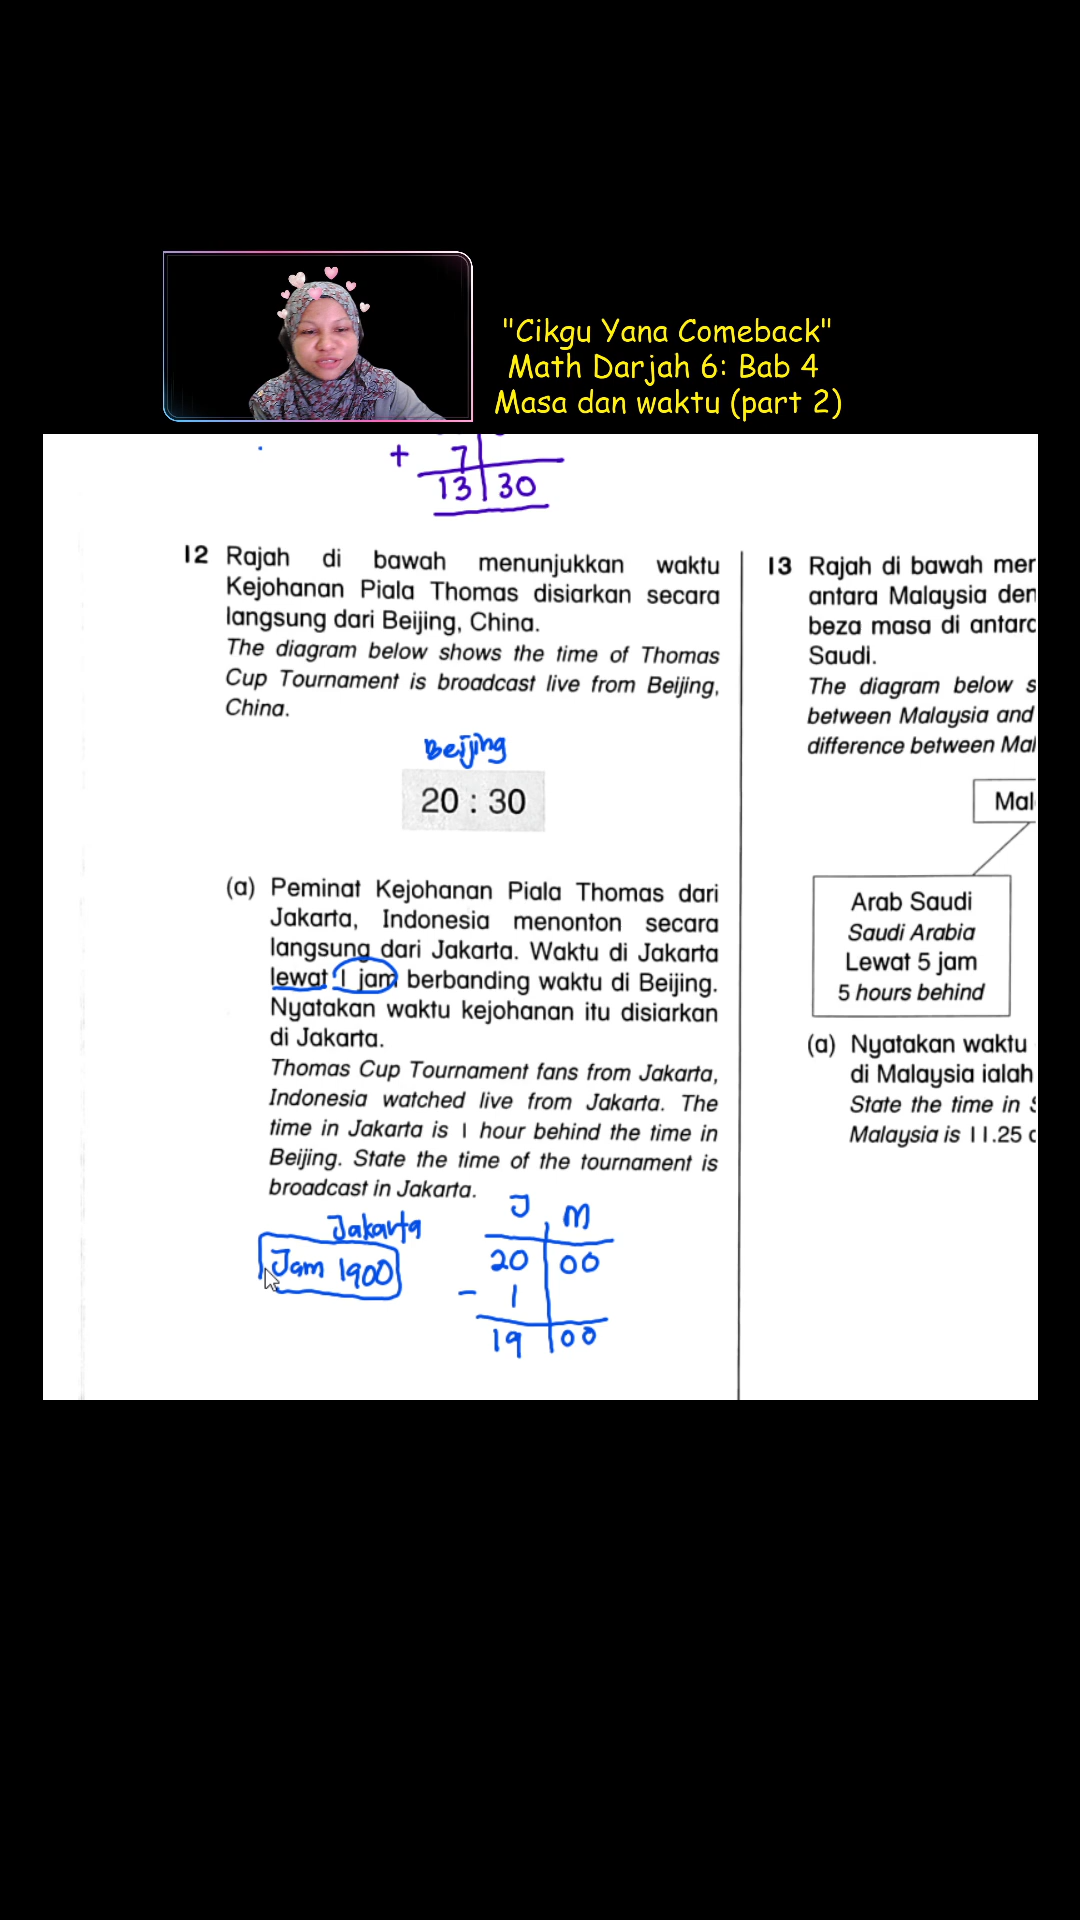 "Cikgu Yana Comeback"
Math Darjah 6: Bab 4
Masa dan waktu (part 2)
+ 7
13 30
12 Rajah di bawah menunjukkan waktu
Kejohanan Piala Thomas disiarkan secara
langsung dari Beijing, China.
The diagram below shows the time of Thomas
Cup Tournament is broadcast live from Beijing,
China.
Beijing
20 : 30
(a) Peminat Kejohanan Piala Thomas dari
Jakarta, Indonesia menonton secara
langsung dari Jakarta. Waktu di Jakarta
lewat 1 jam berbanding waktu di Beijing.
Nyatakan waktu kejohanan itu disiarkan
di Jakarta.
Thomas Cup Tournament fans from Jakarta,
Indonesia watched live from Jakarta. The
time in Jakarta is 1 hour behind the time in
Beijing. State the time of the tournament is
broadcast in Jakarta.
Jakarta
Jam 1900
J M
20 00
- 1
19 00
13 Rajah di bawah mer
antara Malaysia den
beza masa di antara
Saudi.
The diagram below s
between Malaysia and
difference between Mal
Mal
Arab Saudi
Saudi Arabia
Lewat 5 jam
5 hours behind
(a) Nyatakan waktu
di Malaysia ialah
State the time in S
Malaysia is 11.25